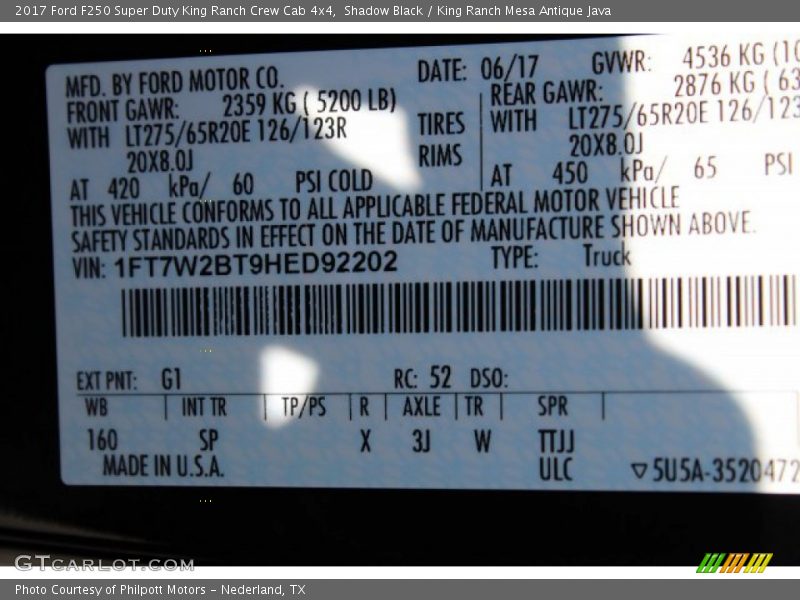 2017 Ford F250 Super Duty King Ranch Crew Cab 4x4, Shadow Black / King Ranch Mesa Antique Java
MFD. BY FORD MOTOR CO. DATE: 06/17 GVWR: 4536 KG
FRONT GAWR: 2359 KG ( 5200 LB) REAR GAWR: 2876 KG
WITH LT275/65R20E 126/123R TIRES WITH LT275/65R20E 126/123
20X8.0J RIMS 20X8.0J
AT 420 kPa/ 60 PSI COLD AT 450 kPa/ 65 PSI
THIS VEHICLE CONFORMS TO ALL APPLICABLE FEDERAL MOTOR VEHICLE
SAFETY STANDARDS IN EFFECT ON THE DATE OF MANUFACTURE SHOWN ABOVE.
VIN: 1FT7W2BT9HED92202 TYPE: Truck
EXT PNT: G1 RC: 52 DSO:
WB INT TR TP/PS R AXLE TR SPR
160 SP X 3J W TTJJ
MADE IN U.S.A. ULC 5U5A-3520472
GTCARLOT.COM
Photo Courtesy of Philpott Motors - Nederland, TX